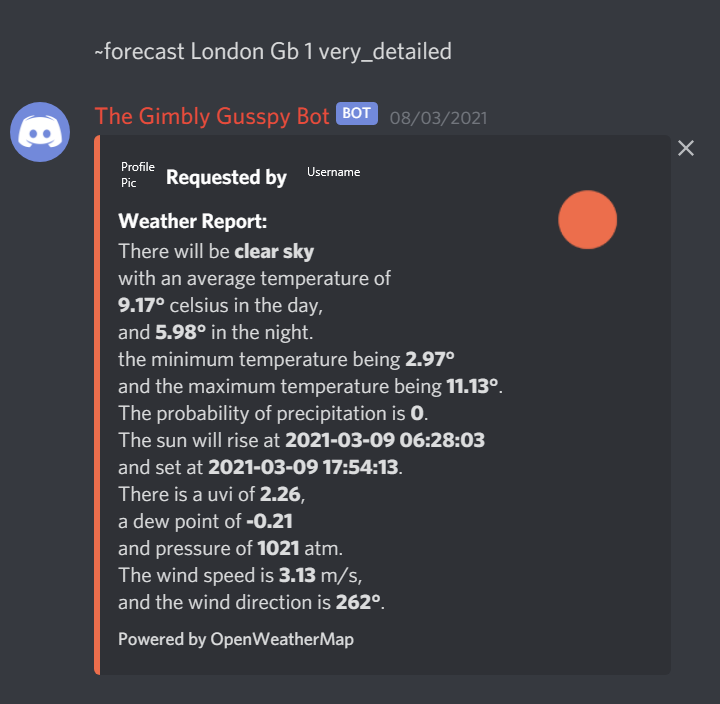 ~forecast London Gb 1 very_detailed
The Gimbly Gusspy Bot BOT 08/03/2021
Profile Pic Requested by Username
Weather Report:
There will be clear sky
with an average temperature of
9.17° celsius in the day,
and 5.98° in the night.
the minimum temperature being 2.97°
and the maximum temperature being 11.13°.
The probability of precipitation is 0.
The sun will rise at 2021-03-09 06:28:03
and set at 2021-03-09 17:54:13.
There is a uvi of 2.26,
a dew point of -0.21
and pressure of 1021 atm.
The wind speed is 3.13 m/s,
and the wind direction is 262°.
Powered by OpenWeatherMap